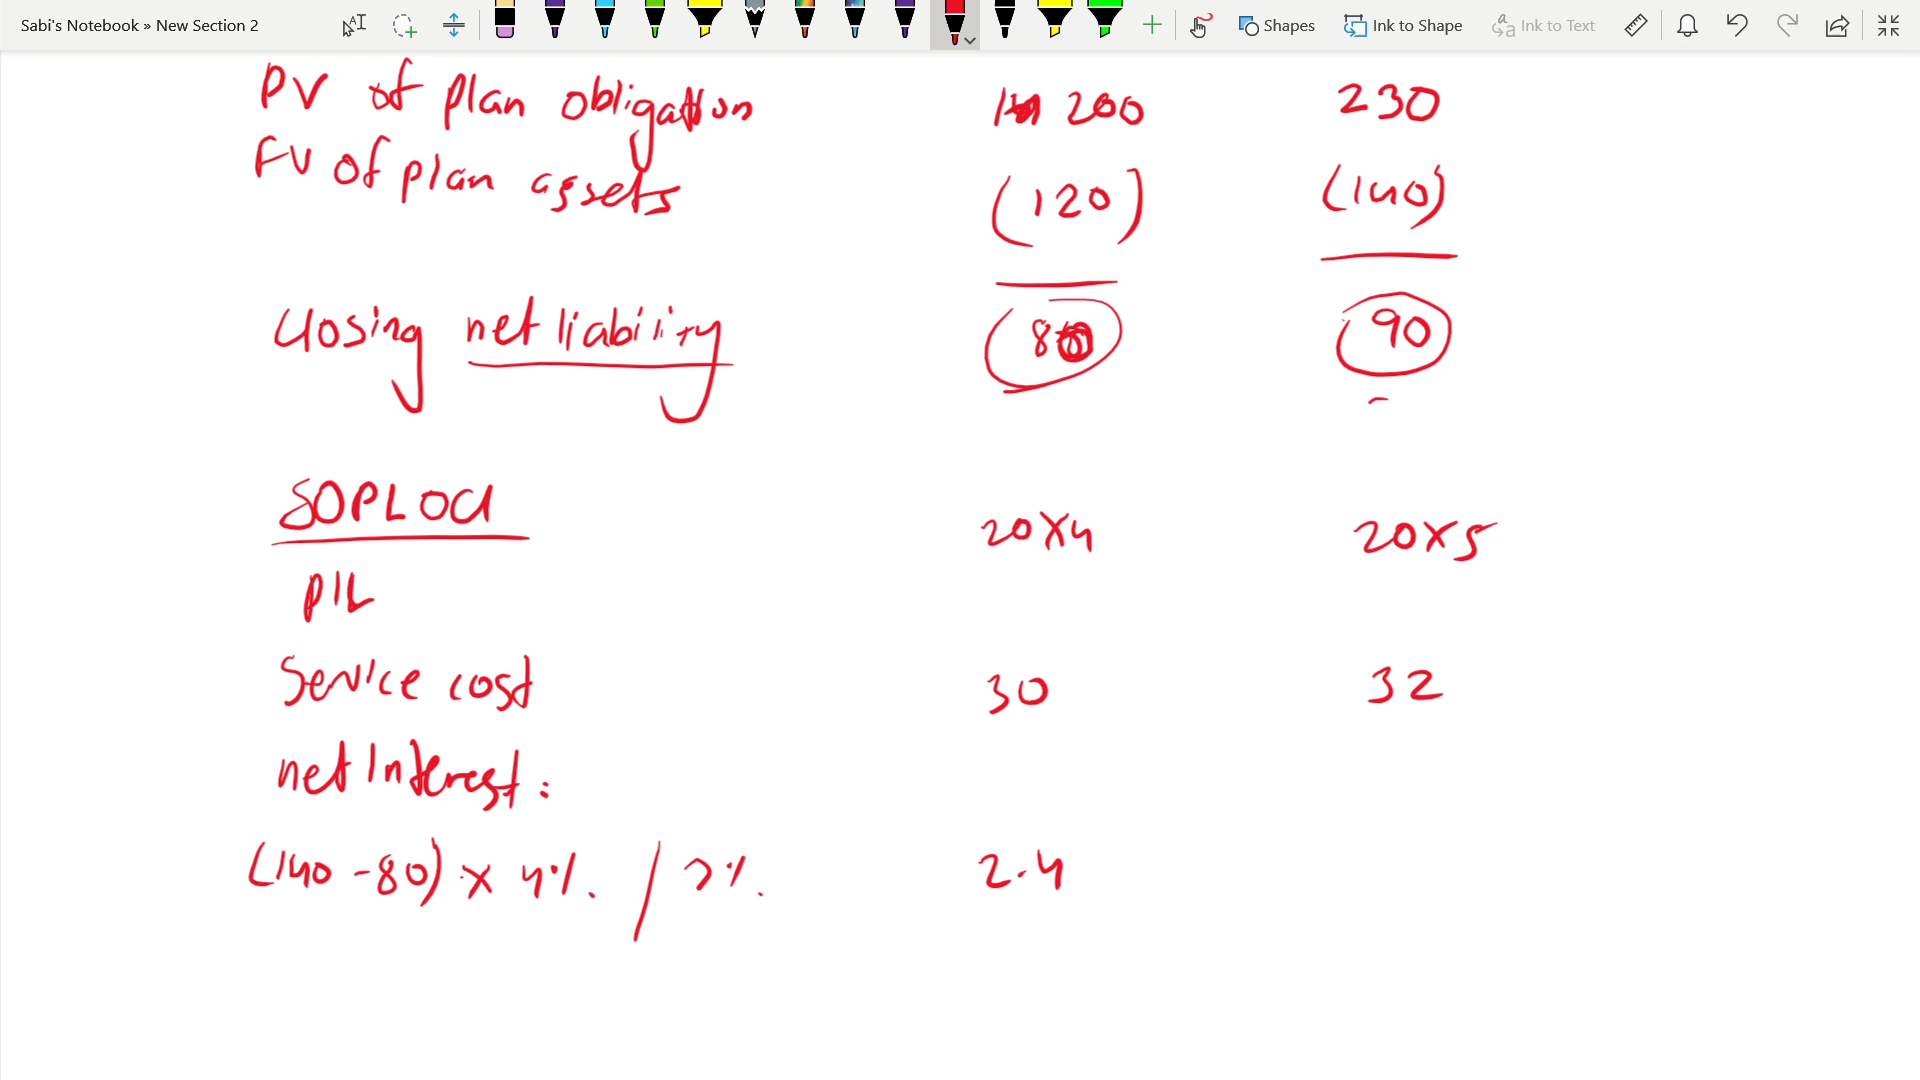 Sabi's Notebook » New Section 2 Shapes Ink to Shape Ink to Text
PV of plan obligation 200 230
FV of plan assets (120) (140)
closing net liability 80 90
SOPLOCI 20X4 20X5
P/L
Service cost 30 32
net Interest:
(140-80) x 4% / 2.4